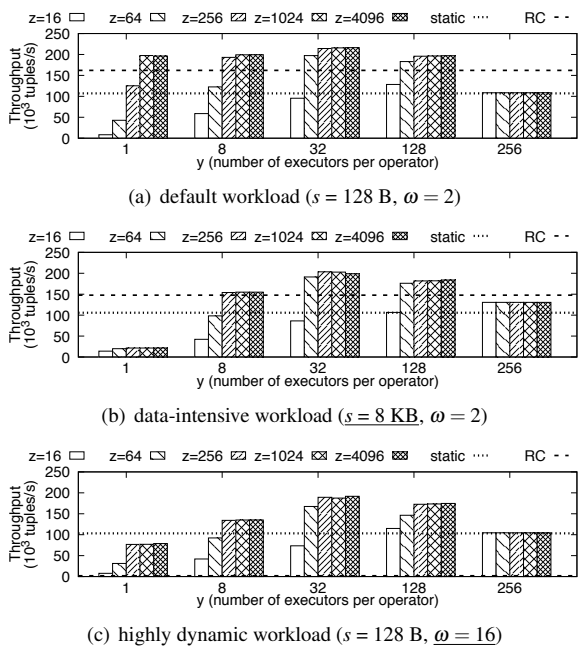 z=16 z=64 z=256 z=1024 z=4096 static RC
Throughput
(10³ tuples/s)
250
200
150
100
50
0
1 8 32 128 256
y (number of executors per operator)
(a) default workload (s = 128 B, ω = 2)
z=16 z=64 z=256 z=1024 z=4096 static RC
Throughput
(10³ tuples/s)
250
200
150
100
50
0
1 8 32 128 256
y (number of executors per operator)
(b) data-intensive workload (s = 8 KB, ω = 2)
z=16 z=64 z=256 z=1024 z=4096 static RC
Throughput
(10³ tuples/s)
250
200
150
100
50
0
1 8 32 128 256
y (number of executors per operator)
(c) highly dynamic workload (s = 128 B, ω = 16)